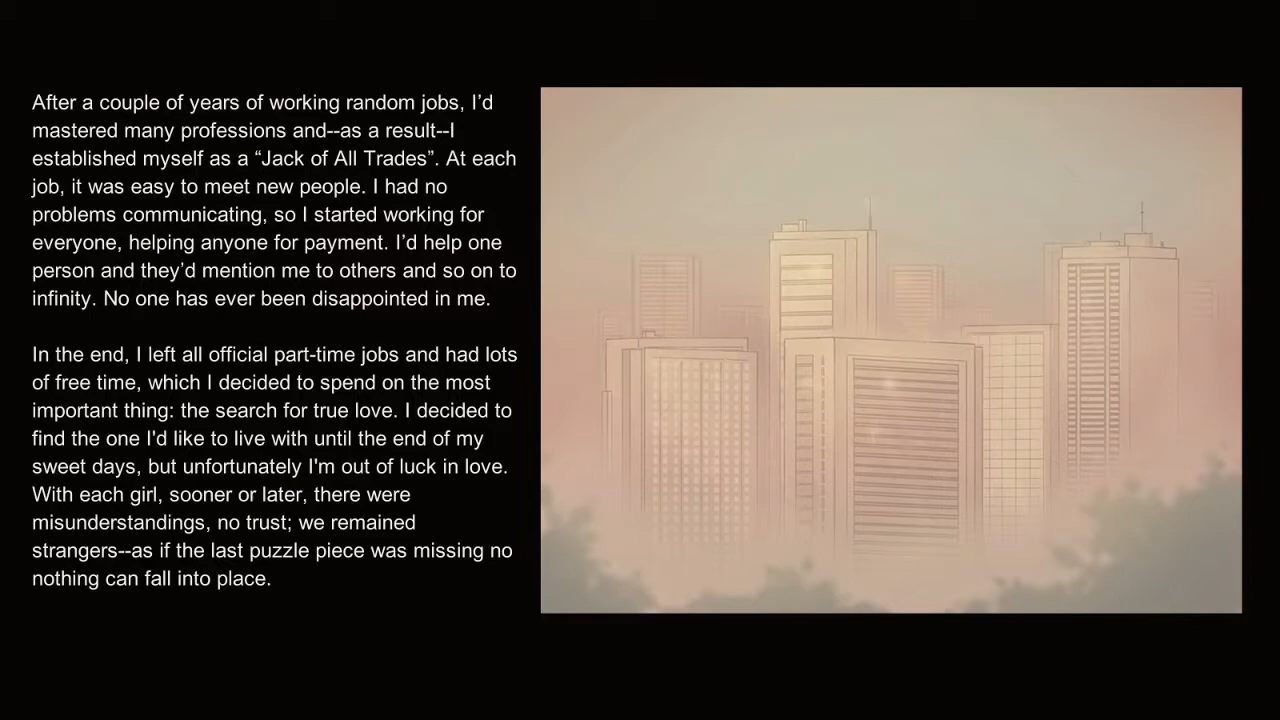 After a couple of years of working random jobs, I’d
mastered many professions and--as a result--I
established myself as a “Jack of All Trades”. At each
job, it was easy to meet new people. I had no
problems communicating, so I started working for
everyone, helping anyone for payment. I’d help one
person and they’d mention me to others and so on to
infinity. No one has ever been disappointed in me.
In the end, I left all official part-time jobs and had lots
of free time, which I decided to spend on the most
important thing: the search for true love. I decided to
find the one I'd like to live with until the end of my
sweet days, but unfortunately I'm out of luck in love.
With each girl, sooner or later, there were
misunderstandings, no trust; we remained
strangers--as if the last puzzle piece was missing no
nothing can fall into place.